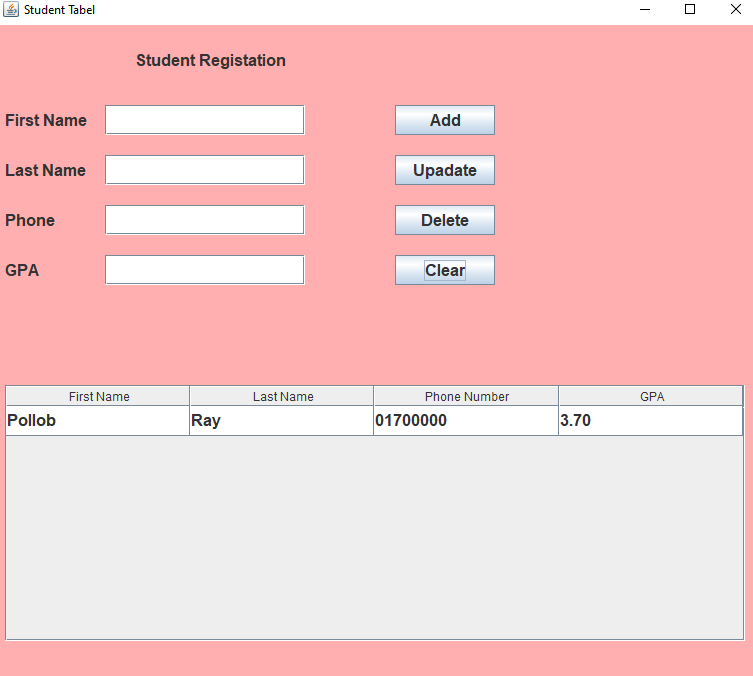 Student Tabel
Student Registation
First Name Add
Last Name Upadate
Phone Delete
GPA Clear
First Name Last Name Phone Number GPA
Pollob Ray 01700000 3.70